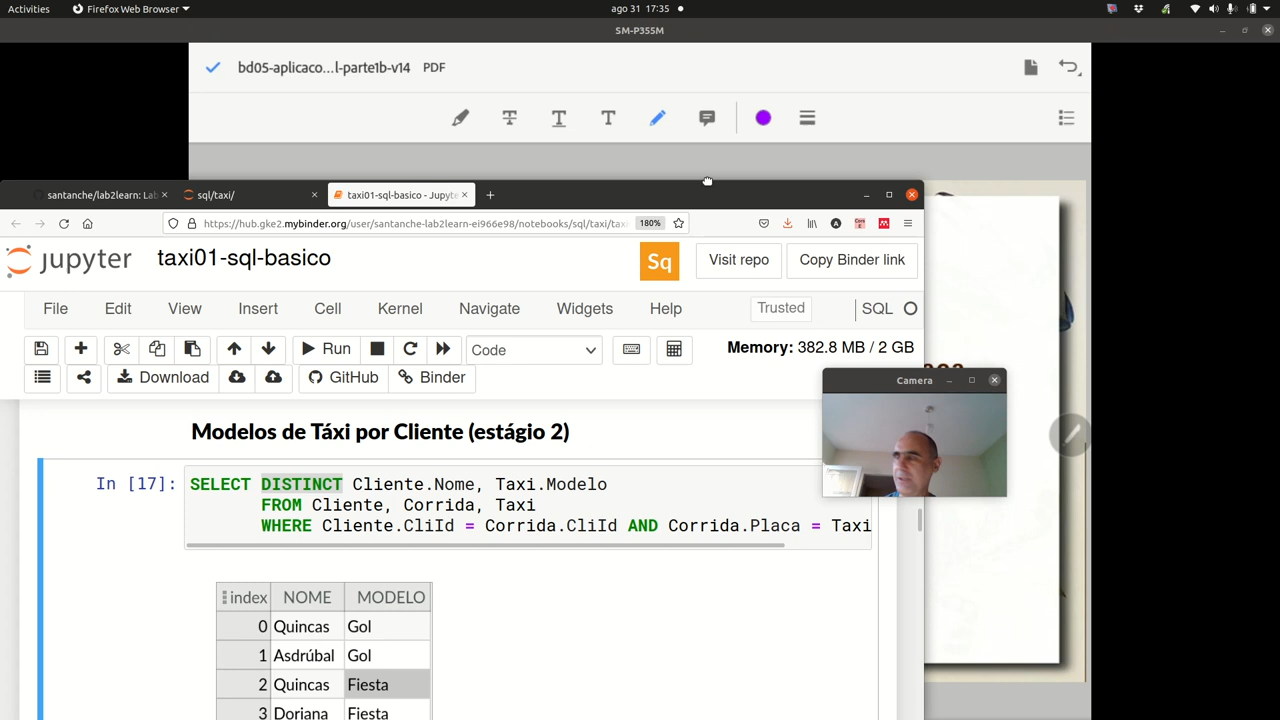 Activities
Firefox Web Browser
ago 31 17:35
SM-P355M
bd05-aplicaco...l-parte1b-v14 PDF
santanche/lab2learn: Lab
sql/taxi/
taxi01-sql-basico - Jupyte
https://hub.gke2.mybinder.org/user/santanche-lab2learn-ei966e98/notebooks/sql/taxi/tax
180%
jupyter
taxi01-sql-basico
Sq
Visit repo
Copy Binder link
File Edit View Insert Cell Kernel Navigate Widgets Help
Trusted
SQL
Run
Code
Memory: 382.8 MB / 2 GB
Download
GitHub
Binder
Camera
Modelos de Táxi por Cliente (estágio 2)
In [17]:
SELECT DISTINCT Cliente.Nome, Taxi.Modelo
FROM Cliente, Corrida, Taxi
WHERE Cliente.CliId = Corrida.CliId AND Corrida.Placa = Taxi
index NOME MODELO
0 Quincas Gol
1 Asdrúbal Gol
2 Quincas Fiesta
3 Doriana Fiesta